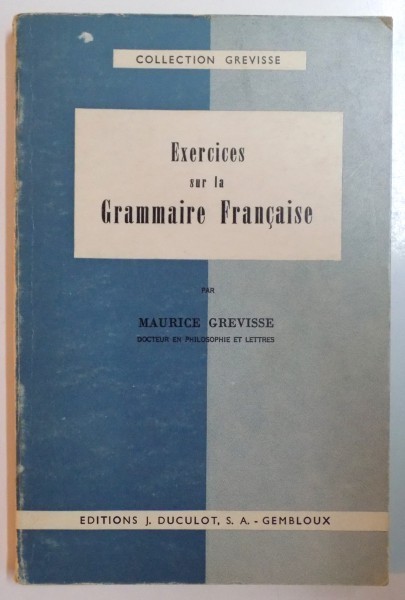 COLLECTION GREVISSE
Exercices
sur la
Grammaire Française
PAR
MAURICE GREVISSE
DOCTEUR EN PHILOSOPHIE ET LETTRES
EDITIONS J. DUCULOT, S. A. - GEMBLOUX